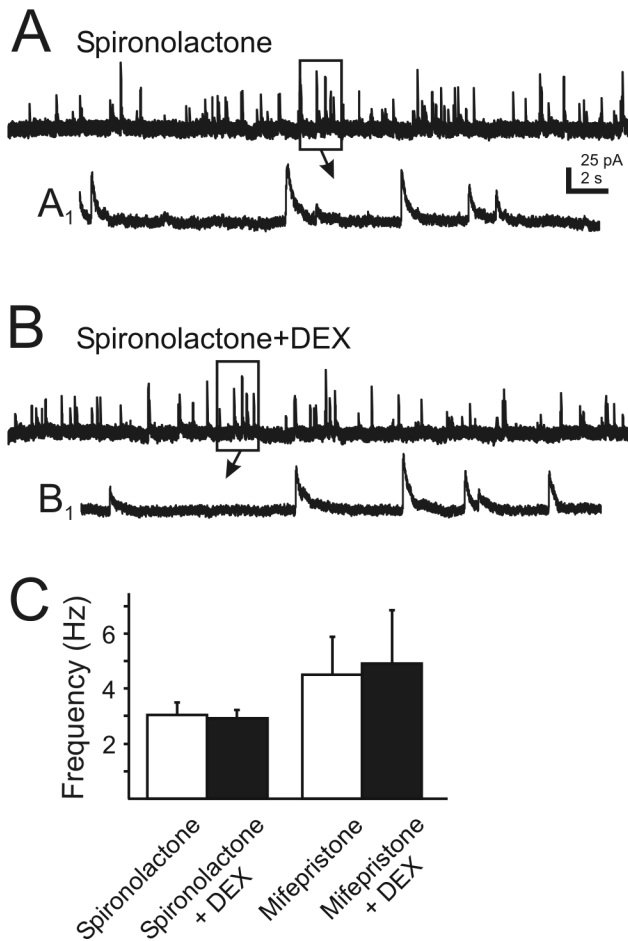 A Spironolactone
25 pA
2 s
A1
B Spironolactone+DEX
B1
C
Frequency (Hz)
6
4
2
Spironolactone
Spironolactone
+ DEX
Mifepristone
Mifepristone
+ DEX